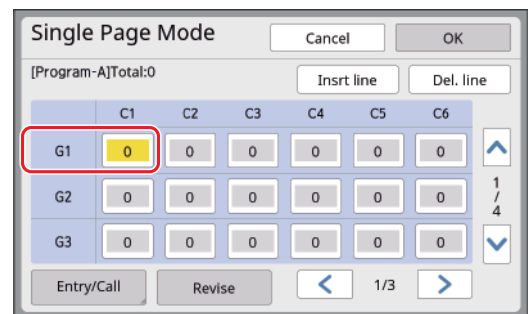 Single Page Mode Cancel OK
[Program-A]Total:0 Insrt line Del. line
C1 C2 C3 C4 C5 C6
G1 0 0 0 0 0 0
G2 0 0 0 0 0 0
G3 0 0 0 0 0 0
1
/
4
Entry/Call Revise 1/3